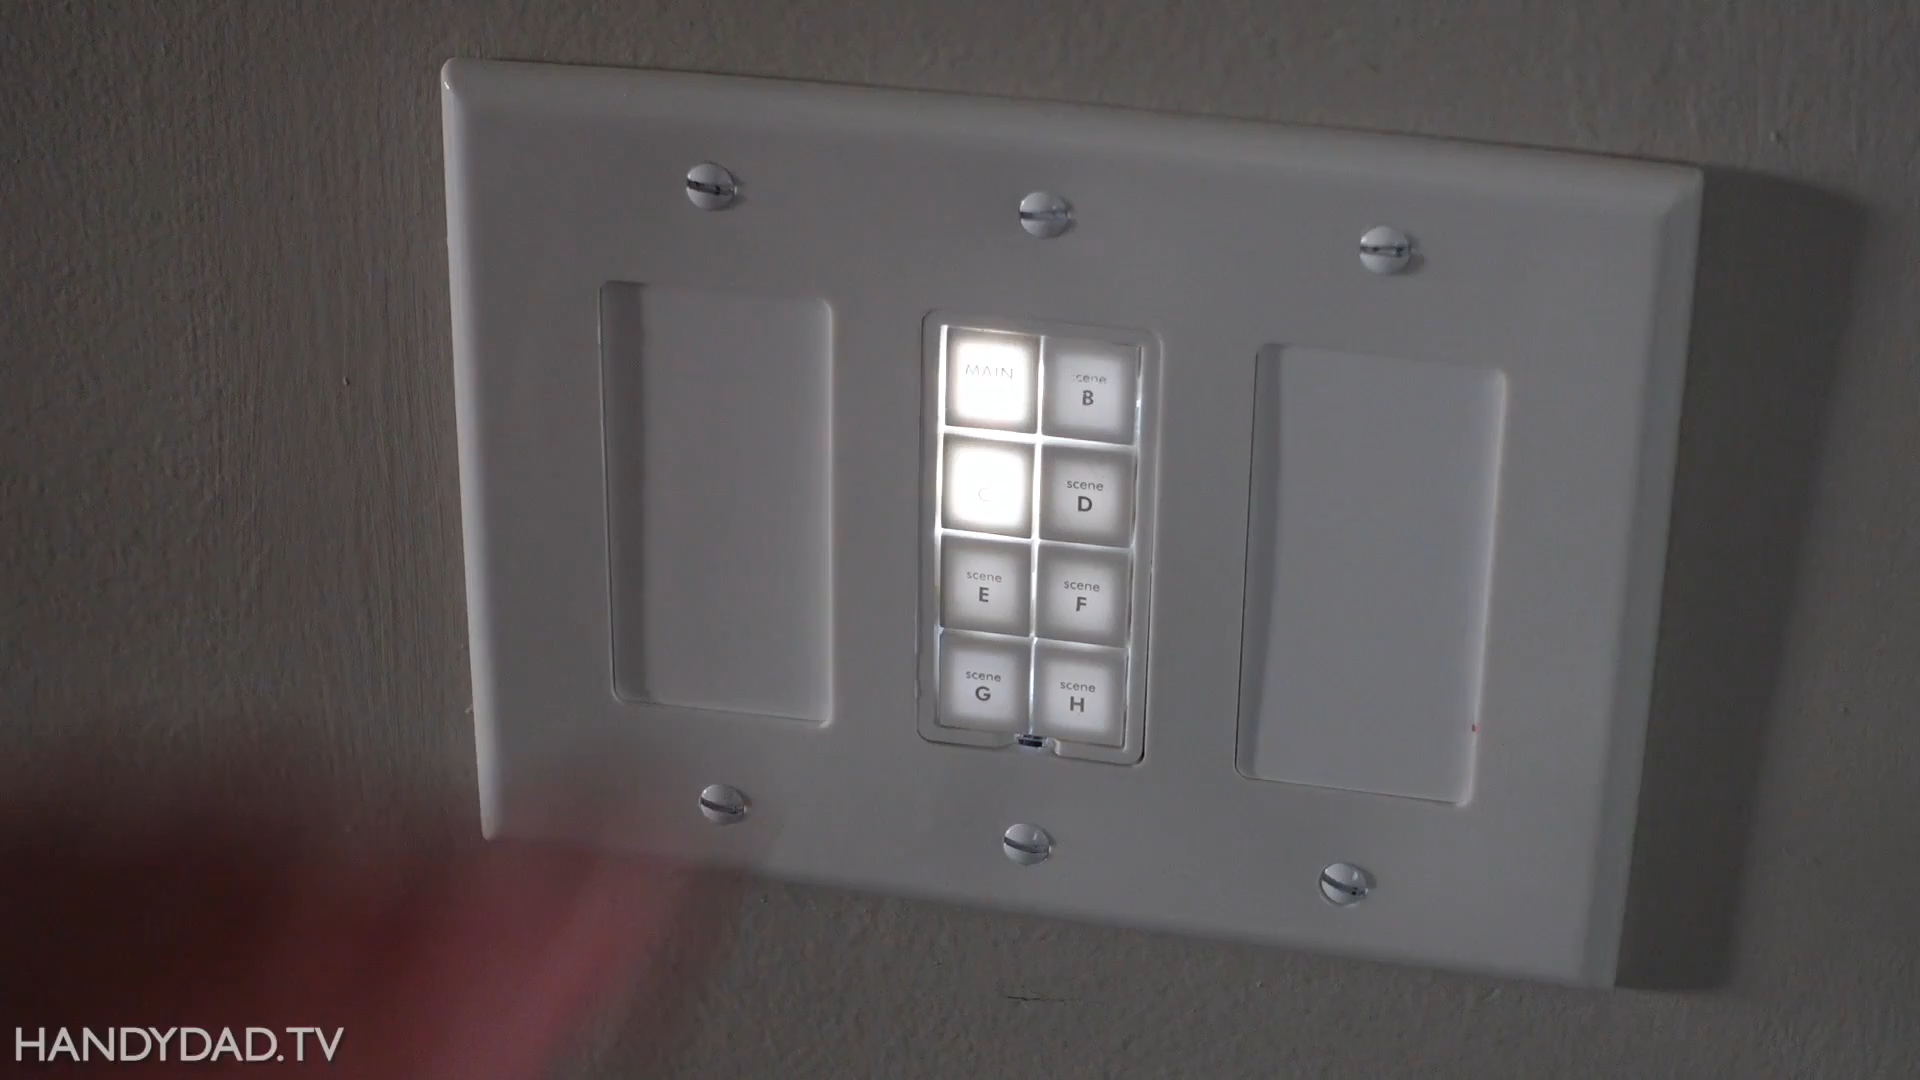 MAIN
scene
B
C
scene
D
scene
E
scene
F
scene
G
scene
H
HANDYDAD.TV